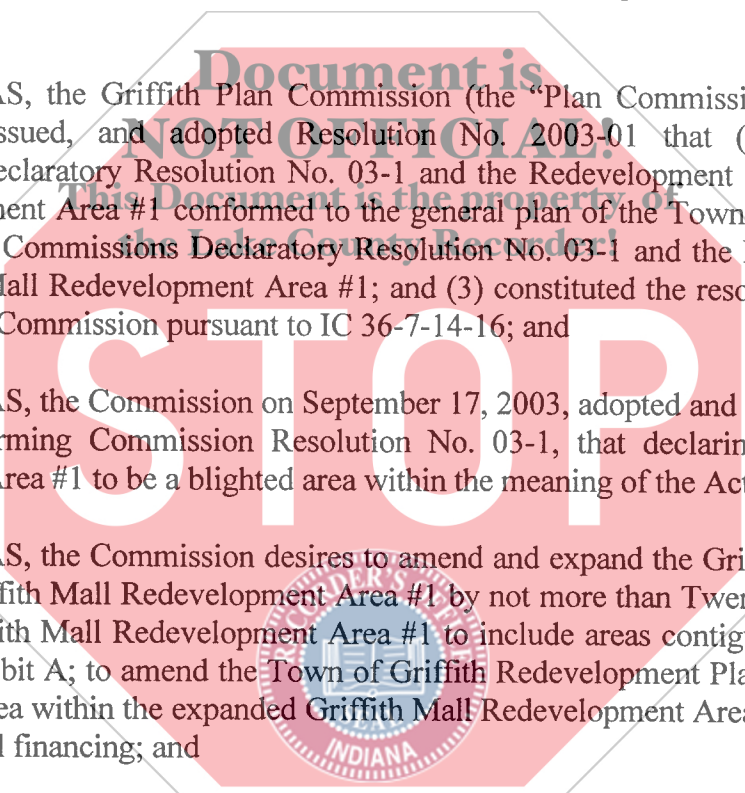 Document is
AS, the Griffith Plan Commission (the “Plan Commissi
ssued, and adopted Resolution No. 2003-01 that (
NOT OFFICIAL!
eclaratory Resolution No. 03-1 and the Redevelopment
This Document is the property of
ment Area #1 conformed to the general plan of the Town
the Lake County Recorder!
Commissions Declaratory Resolution No. 03-1 and the
Mall Redevelopment Area #1; and (3) constituted the reso
Commission pursuant to IC 36-7-14-16; and
STOP
AS, the Commission on September 17, 2003, adopted and
rming Commission Resolution No. 03-1, that declarin
Area #1 to be a blighted area within the meaning of the Act
AS, the Commission desires to amend and expand the Gri
ffith Mall Redevelopment Area #1 by not more than Twer
ith Mall Redevelopment Area #1 to include areas contig
bit A; to amend the Town of Griffith Redevelopment Pla
ea within the expanded Griffith Mall Redevelopment Area
l financing; and
RECORDER'S OFFICE
SEAL
INDIANA